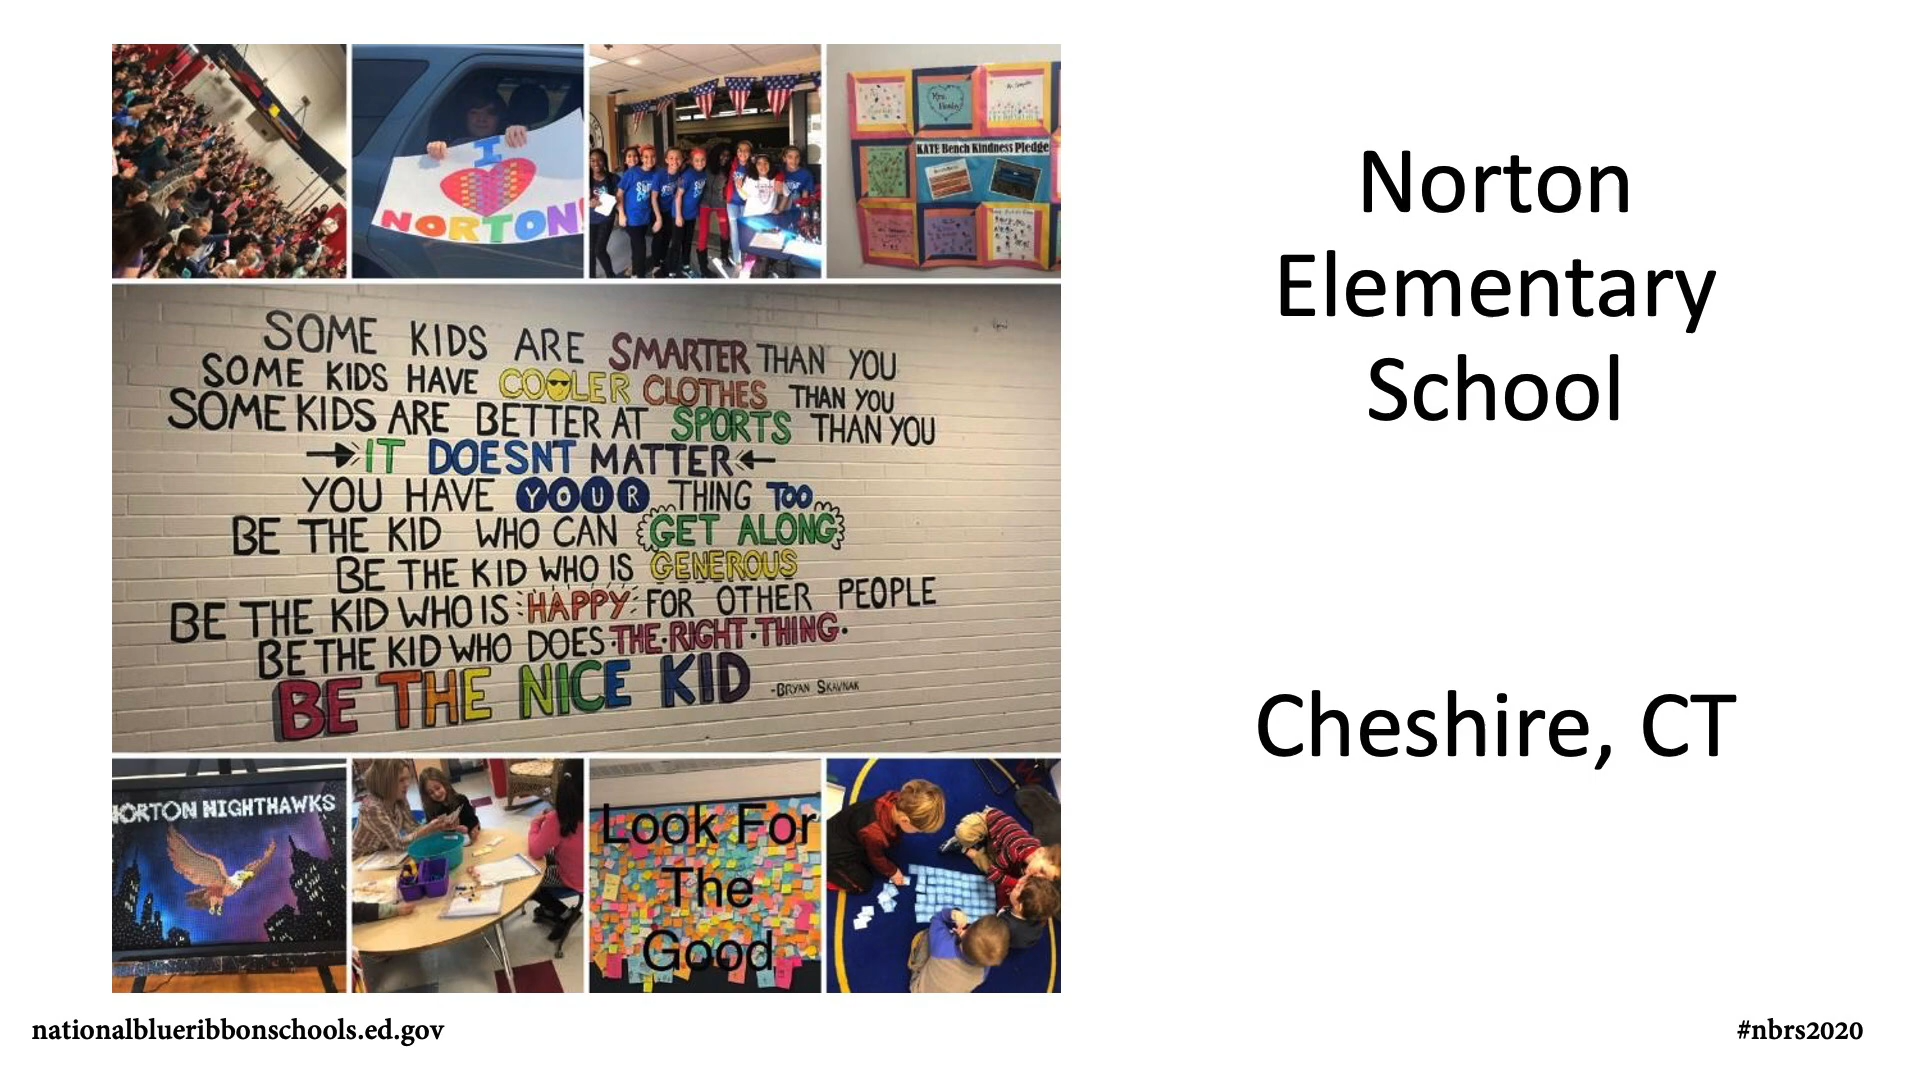 I
NORTON!
KATE Bench Kindness Pledge
SOME KIDS ARE SMARTER THAN YOU
SOME KIDS HAVE COOLER CLOTHES THAN YOU
SOME KIDS ARE BETTER AT SPORTS THAN YOU
IT DOESNT MATTER
YOU HAVE YOUR THING TOO
BE THE KID WHO CAN GET ALONG
BE THE KID WHO IS GENEROUS
BE THE KID WHO IS HAPPY FOR OTHER PEOPLE
BE THE KID WHO DOES·THE·RIGHT·THING·
BE THE NICE KID -BRYAN SKAVNAK
NORTON NIGHTHAWKS
Look For
The
Good
Norton
Elementary
School
Cheshire, CT
nationalblueribbonschools.ed.gov
#nbrs2020